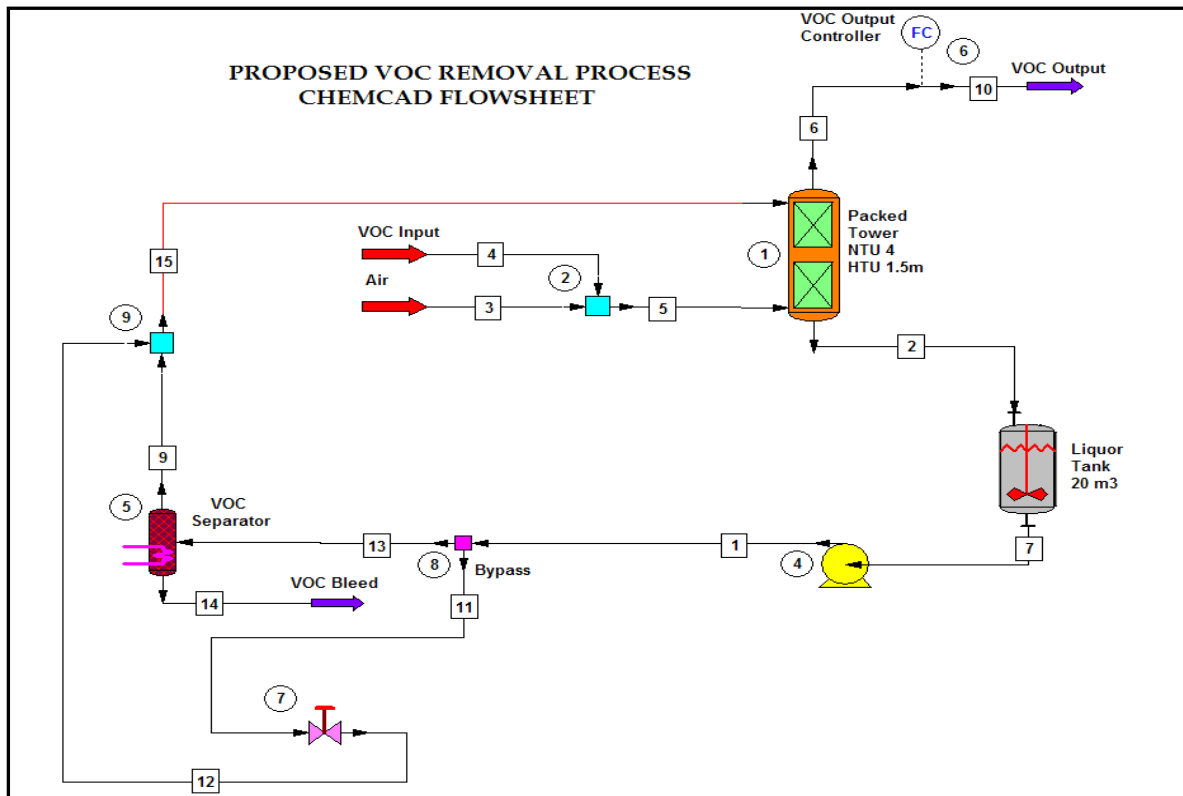 PROPOSED VOC REMOVAL PROCESS
CHEMCAD FLOWSHEET
VOC Output
Controller
FC
6
VOC Output
10
6
Packed
Tower
NTU 4
HTU 1.5m
1
VOC Input
4
2
Air
3
5
15
9
2
9
Liquor
Tank
20 m3
5
VOC
Separator
13
8
Bypass
1
4
7
14
VOC Bleed
11
7
12